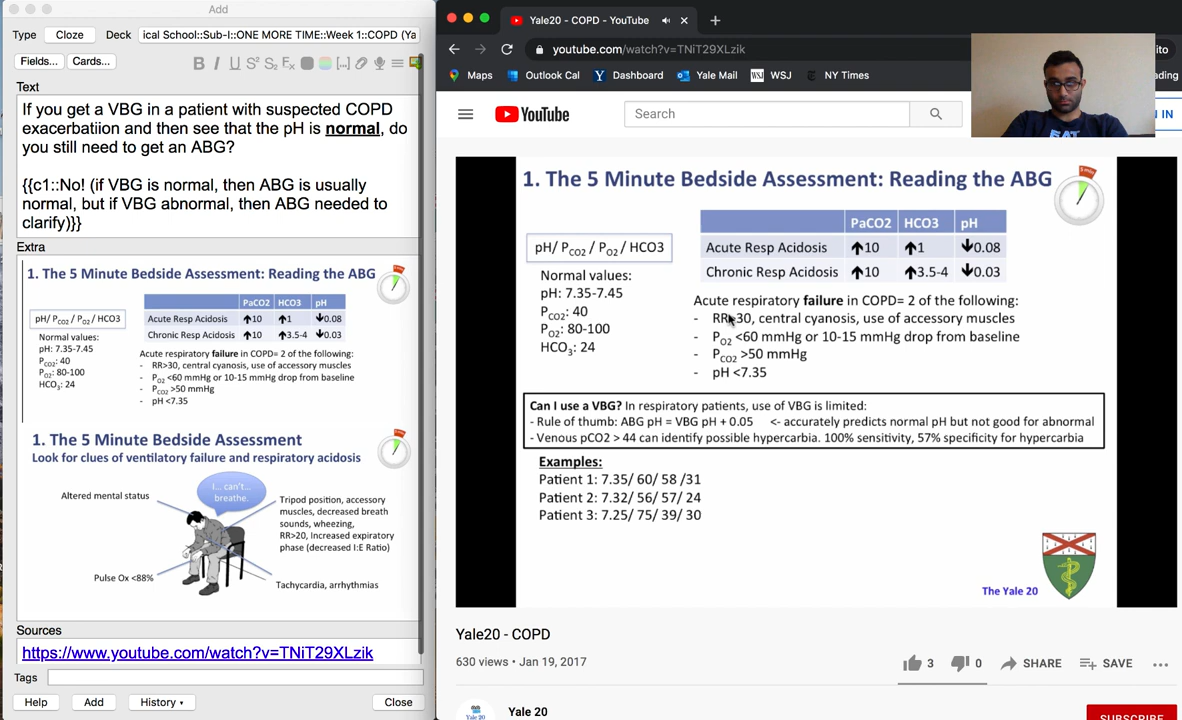 Add
Type Cloze Deck ical School::Sub-I::ONE MORE TIME::Week 1::COPD (Ya
Fields... Cards...
Text
If you get a VBG in a patient with suspected COPD
exacerbatiion and then see that the pH is normal, do
you still need to get an ABG?
{{c1::No! (if VBG is normal, then ABG is usually
normal, but if VBG abnormal, then ABG needed to
clarify)}}
Extra
1. The 5 Minute Bedside Assessment: Reading the ABG
PaCO2 HCO3 pH
pH/ PCO2 / PO2 / HCO3
Acute Resp Acidosis ↑10 ↑1 ↓0.08
Chronic Resp Acidosis ↑10 ↑3.5-4 ↓0.03
Normal values:
pH: 7.35-7.45
PCO2: 40
PO2: 80-100
HCO3: 24
Acute respiratory failure in COPD= 2 of the following:
- RR>30, central cyanosis, use of accessory muscles
- PO2 <60 mmHg or 10-15 mmHg drop from baseline
- PCO2 >50 mmHg
- pH <7.35
1. The 5 Minute Bedside Assessment
Look for clues of ventilatory failure and respiratory acidosis
I... can't...
breathe.
Altered mental status
Tripod position, accessory
muscles, decreased breath
sounds, wheezing,
RR>20, Increased expiratory
phase (decreased I:E Ratio)
Pulse Ox <88%
Tachycardia, arrhythmias
Sources
https://www.youtube.com/watch?v=TNiT29XLzik
Tags
Help Add History Close
Yale20 - COPD - YouTube
youtube.com/watch?v=TNiT29XLzik
Maps Outlook Cal Dashboard Yale Mail WSJ WSJ NY Times
YouTube Search
1. The 5 Minute Bedside Assessment: Reading the ABG
PaCO2 HCO3 pH
pH/ PCO2 / PO2 / HCO3
Acute Resp Acidosis ↑10 ↑1 ↓0.08
Chronic Resp Acidosis ↑10 ↑3.5-4 ↓0.03
Normal values:
pH: 7.35-7.45
PCO2: 40
PO2: 80-100
HCO3: 24
Acute respiratory failure in COPD= 2 of the following:
- RR>30, central cyanosis, use of accessory muscles
- PO2 <60 mmHg or 10-15 mmHg drop from baseline
- PCO2 >50 mmHg
- pH <7.35
Can I use a VBG? In respiratory patients, use of VBG is limited:
- Rule of thumb: ABG pH = VBG pH + 0.05 <- accurately predicts normal pH but not good for abnormal
- Venous pCO2 > 44 can identify possible hypercarbia. 100% sensitivity, 57% specificity for hypercarbia
Examples:
Patient 1: 7.35/ 60/ 58 /31
Patient 2: 7.32/ 56/ 57/ 24
Patient 3: 7.25/ 75/ 39/ 30
The Yale 20
Yale20 - COPD
630 views • Jan 19, 2017
3 0 SHARE SAVE
Yale 20
SUBSCRIBE